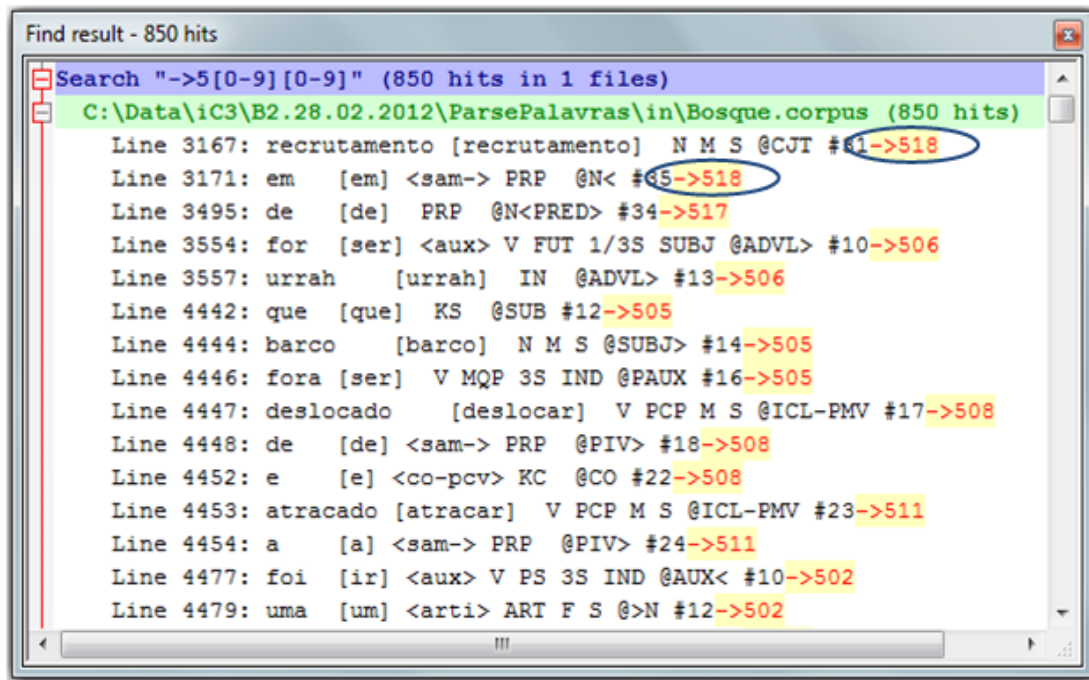 Find result - 850 hits
Search "->5[0-9][0-9]" (850 hits in 1 files)
C:\Data\iC3\B2.28.02.2012\ParsePalavras\in\Bosque.corpus (850 hits)
Line 3167: recrutamento [recrutamento] N M S @CJT #31->518
Line 3171: em [em] <sam-> PRP @N< #35->518
Line 3495: de [de] PRP @N<PRED> #34->517
Line 3554: for [ser] <aux> V FUT 1/3S SUBJ @ADVL> #10->506
Line 3557: urrah [urrah] IN @ADVL> #13->506
Line 4442: que [que] KS @SUB #12->505
Line 4444: barco [barco] N M S @SUBJ> #14->505
Line 4446: fora [ser] V MQP 3S IND @PAUX #16->505
Line 4447: deslocado [deslocar] V PCP M S @ICL-PMV #17->508
Line 4448: de [de] <sam-> PRP @PIV> #18->508
Line 4452: e [e] <co-pcv> KC @CO #22->508
Line 4453: atracado [atracar] V PCP M S @ICL-PMV #23->511
Line 4454: a [a] <sam-> PRP @PIV> #24->511
Line 4477: foi [ir] <aux> V PS 3S IND @AUX< #10->502
Line 4479: uma [um] <arti> ART F S @>N #12->502